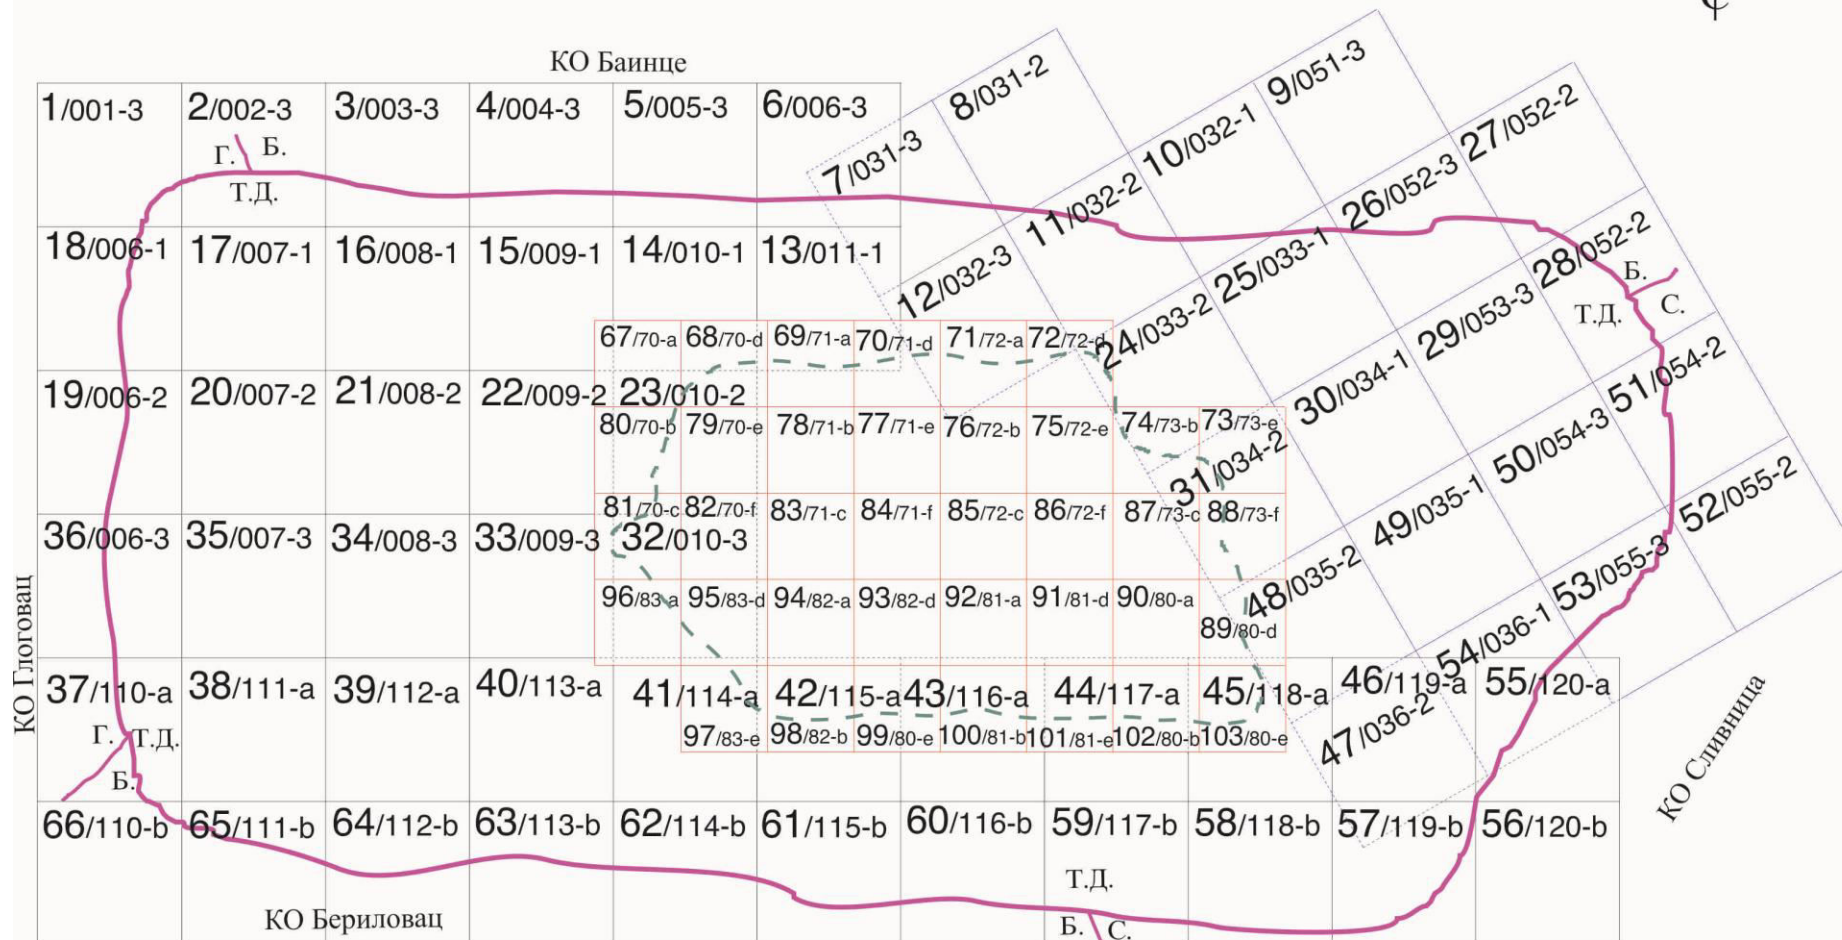 КО Баинце
1/001-3 2/002-3 3/003-3 4/004-3 5/005-3 6/006-3
7/031-3 8/031-2 10/032-1 9/051-3
Г. Б.
Т.Д.
11/032-2 26/052-3 27/052-2
18/006-1 17/007-1 16/008-1 15/009-1 14/010-1 13/011-1
12/032-3 25/033-1 28/052-2
Б.
Т.Д. С.
67/70-a 68/70-d 69/71-a 70/71-d 71/72-a 72/72-d
24/033-2 29/053-3
19/006-2 20/007-2 21/008-2 22/009-2 23/010-2
30/034-1 51/054-2
80/70-b 79/70-e 78/71-b 77/71-e 76/72-b 75/72-e 74/73-b 73/73-e
31/034-2 50/054-3
81/70-c 82/70-f 83/71-c 84/71-f 85/72-c 86/72-f 87/73-c 88/73-f
49/035-1 52/055-2
36/006-3 35/007-3 34/008-3 33/009-3 32/010-3
48/035-2 53/055-3
96/83-a 95/83-d 94/82-a 93/82-d 92/81-a 91/81-d 90/80-a
89/80-d
54/036-1
КО Глоговац
37/110-a 38/111-a 39/112-a 40/113-a 41/114-a 42/115-a 43/116-a 44/117-a 45/118-a 46/119-a 55/120-a
47/036-2
КО Сливница
Г. Т.Д.
Б.
97/83-e 98/82-b 99/80-e 100/81-b 101/81-e 102/80-b 103/80-e
66/110-b 65/111-b 64/112-b 63/113-b 62/114-b 61/115-b 60/116-b 59/117-b 58/118-b 57/119-b 56/120-b
Т.Д.
КО Бериловац
Б. С.